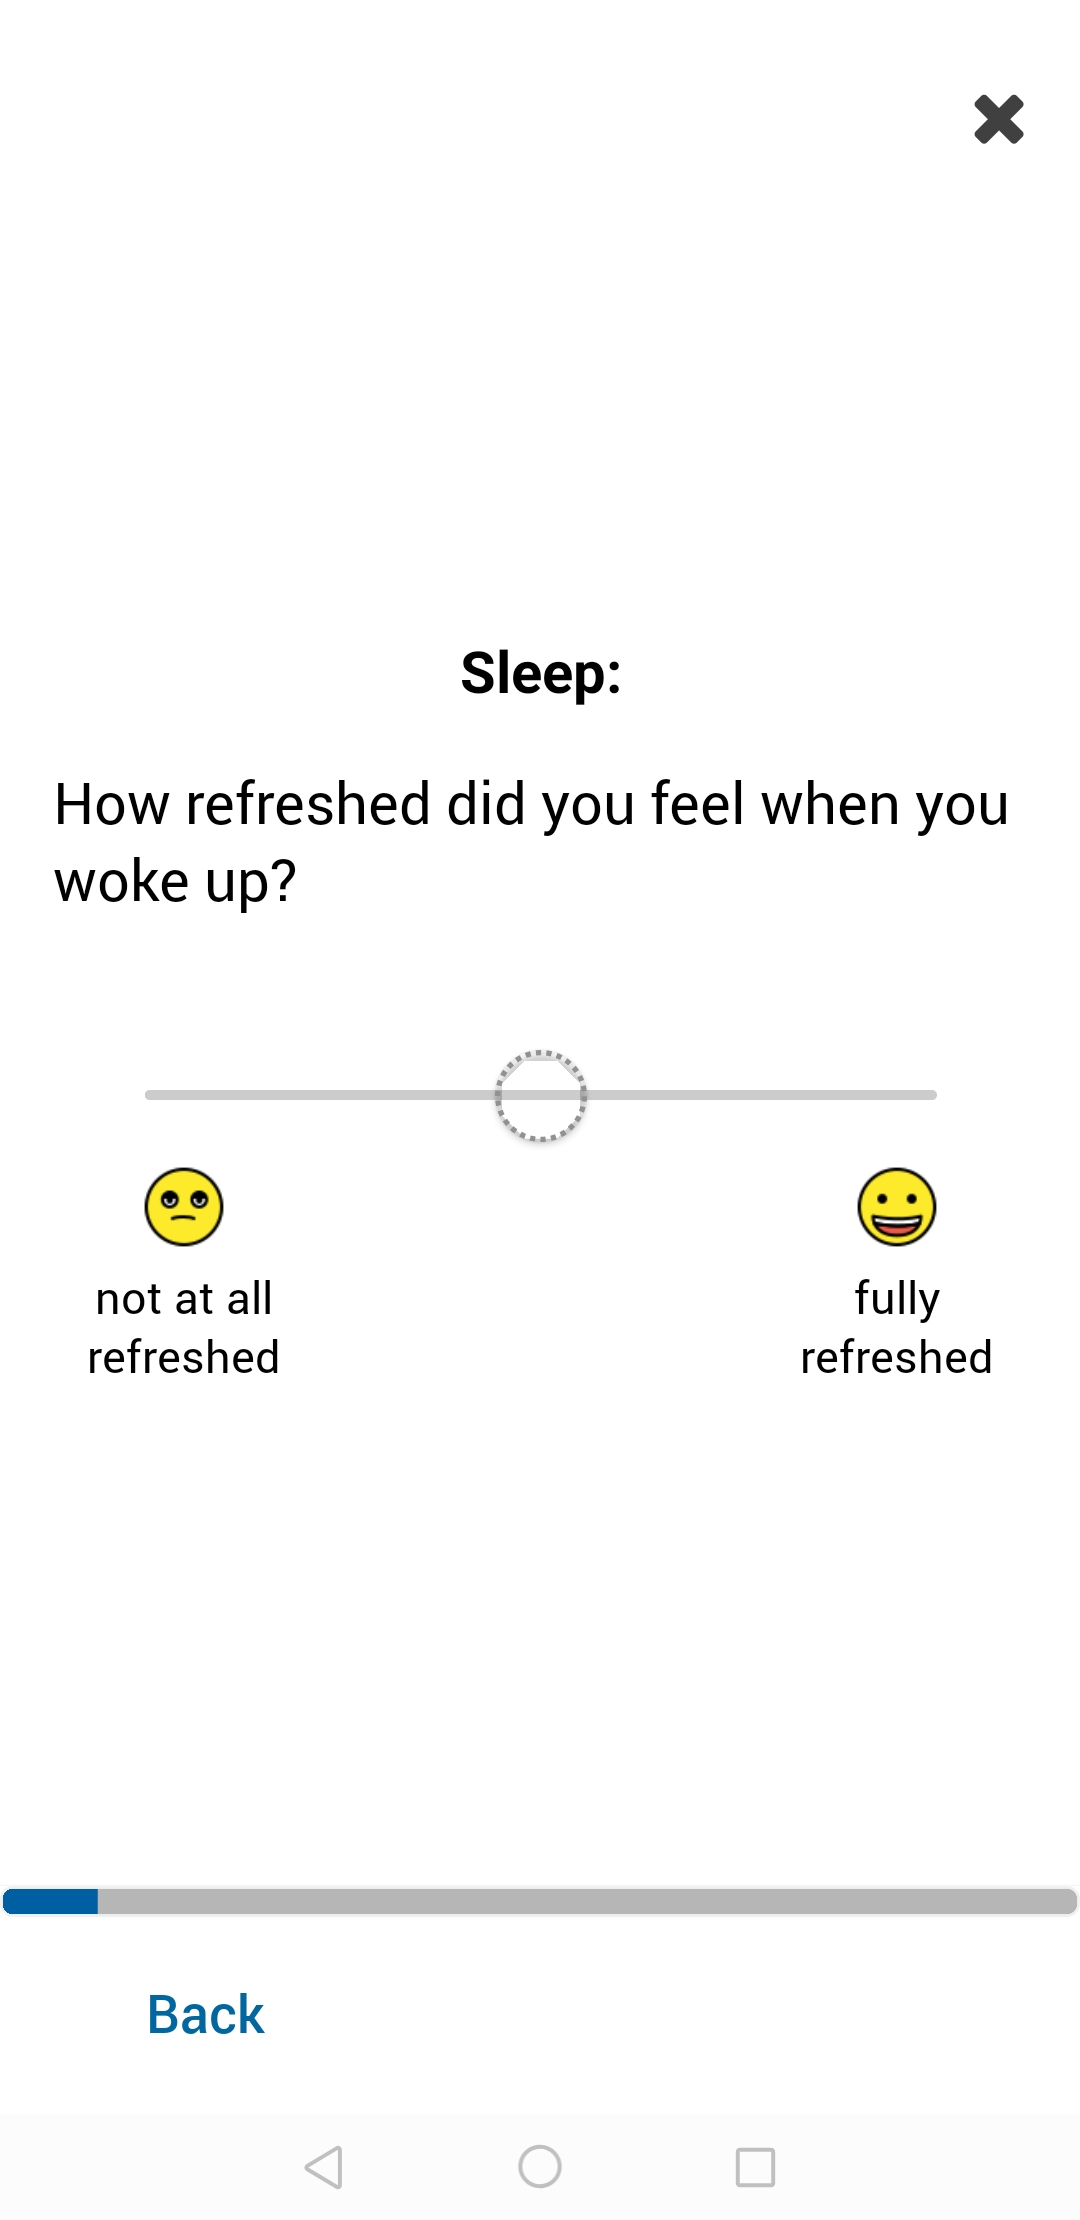 Sleep:
How refreshed did you feel when you
woke up?
not at all
refreshed
fully
refreshed
Back